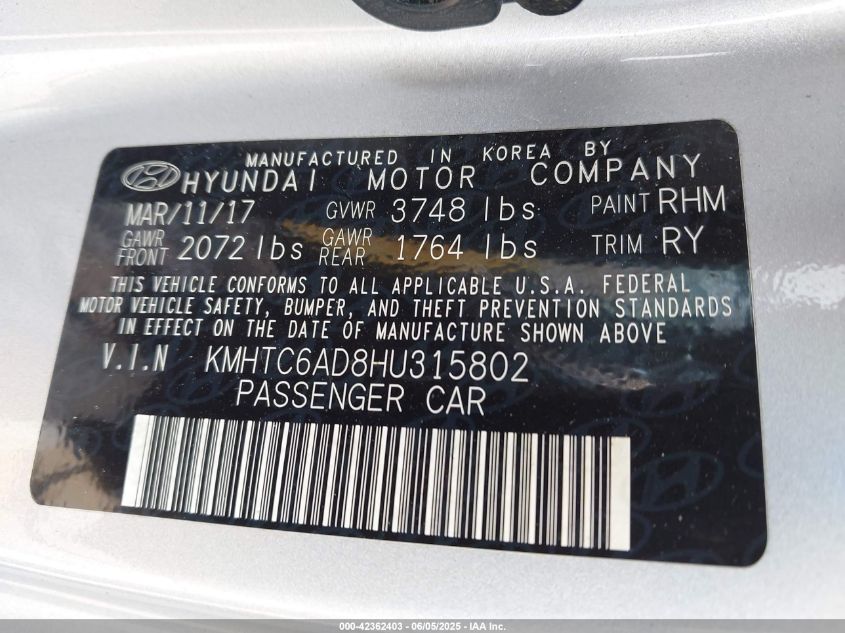 MANUFACTURED IN KOREA BY
HYUNDAI MOTOR COMPANY
MAR/11/17 GVWR 3748 lbs PAINT RHM
GAWR FRONT 2072 lbs GAWR REAR 1764 lbs TRIM RY
THIS VEHICLE CONFORMS TO ALL APPLICABLE U.S.A. FEDERAL
MOTOR VEHICLE SAFETY, BUMPER, AND THEFT PREVENTION STANDARDS
IN EFFECT ON THE DATE OF MANUFACTURE SHOWN ABOVE
V.I.N KMHTC6AD8HU315802
PASSENGER CAR
000-42362403 - 06/05/2025 - IAA Inc.